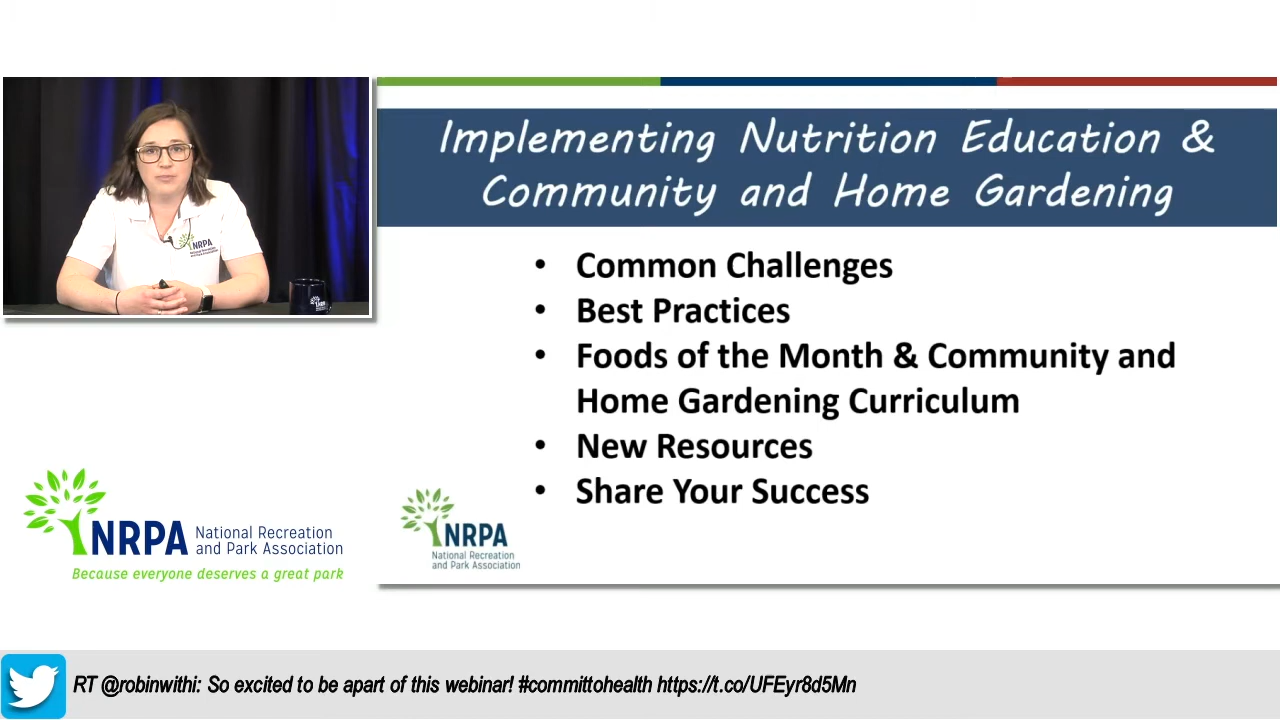 Implementing Nutrition Education &
Community and Home Gardening
• Common Challenges
• Best Practices
• Foods of the Month & Community and
Home Gardening Curriculum
• New Resources
• Share Your Success
NRPA
National Recreation
and Park Association
NRPA
National Recreation
and Park Association
Because everyone deserves a great park
NRPA
RT @robinwithi: So excited to be apart of this webinar! #committohealth https://t.co/UFEyr8d5Mn